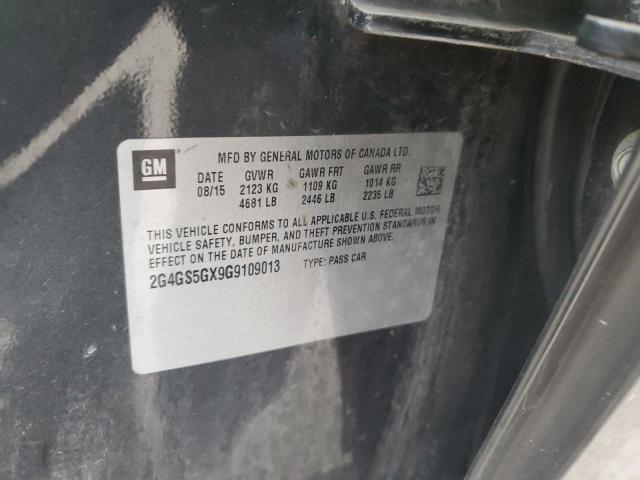 GM
MFD BY GENERAL MOTORS OF CANADA LTD.
DATE GVWR GAWR FRT GAWR RR
08/15 2123 KG 1109 KG 1014 KG
4681 LB 2446 LB 2235 LB
THIS VEHICLE CONFORMS TO ALL APPLICABLE U.S. FEDERAL MOTOR
VEHICLE SAFETY, BUMPER, AND THEFT PREVENTION STANDARDS IN
EFFECT ON THE DATE OF MANUFACTURE SHOWN ABOVE.
2G4GS5GX9G9109013 TYPE: PASS CAR